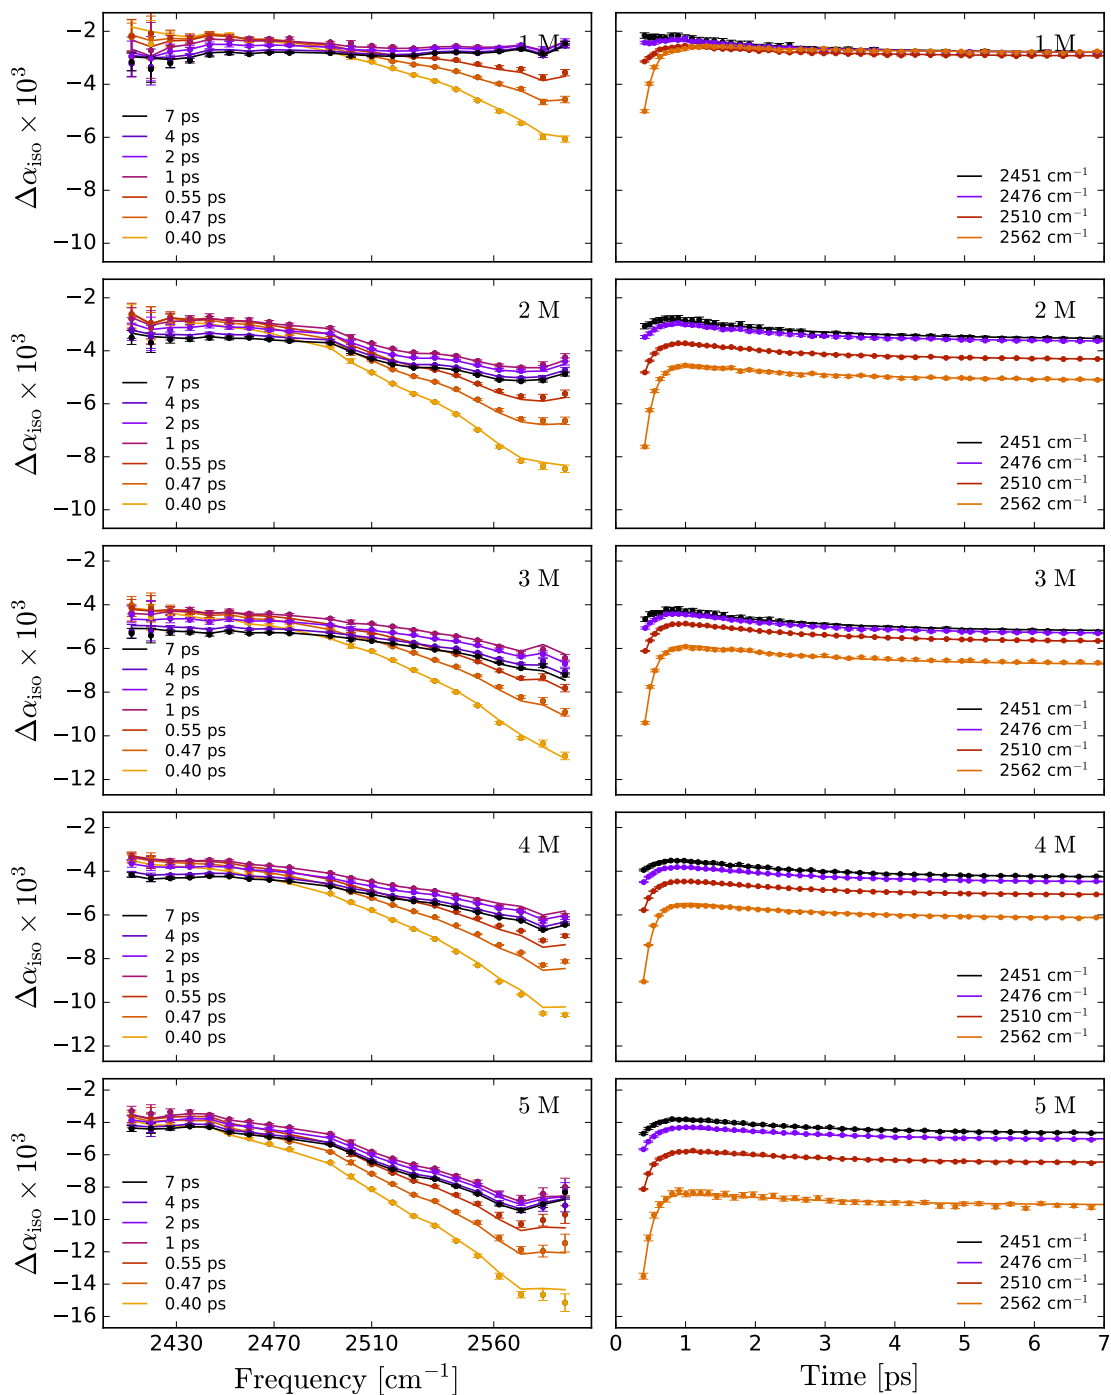 −2
−4
−6
−8
−10
Δα_iso × 10³
1 M
7 ps
4 ps
2 ps
1 ps
0.55 ps
0.47 ps
0.40 ps
1 M
2451 cm⁻¹
2476 cm⁻¹
2510 cm⁻¹
2562 cm⁻¹
−2
−4
−6
−8
−10
Δα_iso × 10³
2 M
7 ps
4 ps
2 ps
1 ps
0.55 ps
0.47 ps
0.40 ps
2 M
2451 cm⁻¹
2476 cm⁻¹
2510 cm⁻¹
2562 cm⁻¹
−2
−4
−6
−8
−10
−12
Δα_iso × 10³
3 M
7 ps
4 ps
2 ps
1 ps
0.55 ps
0.47 ps
0.40 ps
3 M
2451 cm⁻¹
2476 cm⁻¹
2510 cm⁻¹
2562 cm⁻¹
−2
−4
−6
−8
−10
−12
Δα_iso × 10³
4 M
7 ps
4 ps
2 ps
1 ps
0.55 ps
0.47 ps
0.40 ps
4 M
2451 cm⁻¹
2476 cm⁻¹
2510 cm⁻¹
2562 cm⁻¹
−2
−4
−6
−8
−10
−12
−14
−16
Δα_iso × 10³
5 M
7 ps
4 ps
2 ps
1 ps
0.55 ps
0.47 ps
0.40 ps
5 M
2451 cm⁻¹
2476 cm⁻¹
2510 cm⁻¹
2562 cm⁻¹
2430 2470 2510 2560
0 1 2 3 4 5 6 7
Frequency [cm⁻¹]
Time [ps]